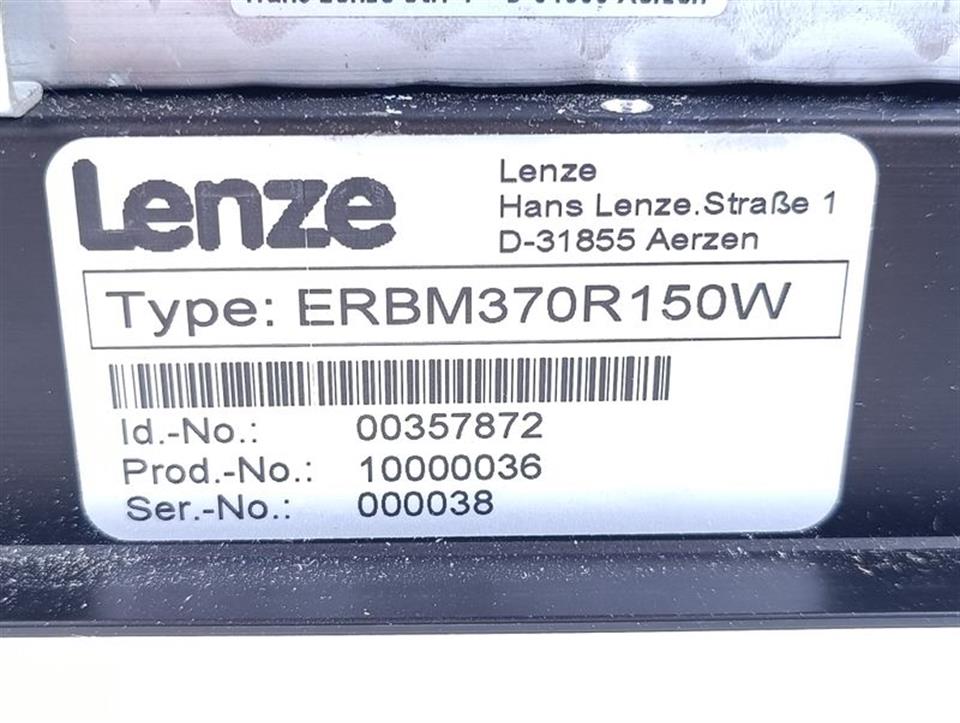 Lenze
Lenze
Hans Lenze.Straße 1
D-31855 Aerzen
Type: ERBM370R150W
Id.-No.: 00357872
Prod.-No.: 10000036
Ser.-No.: 000038